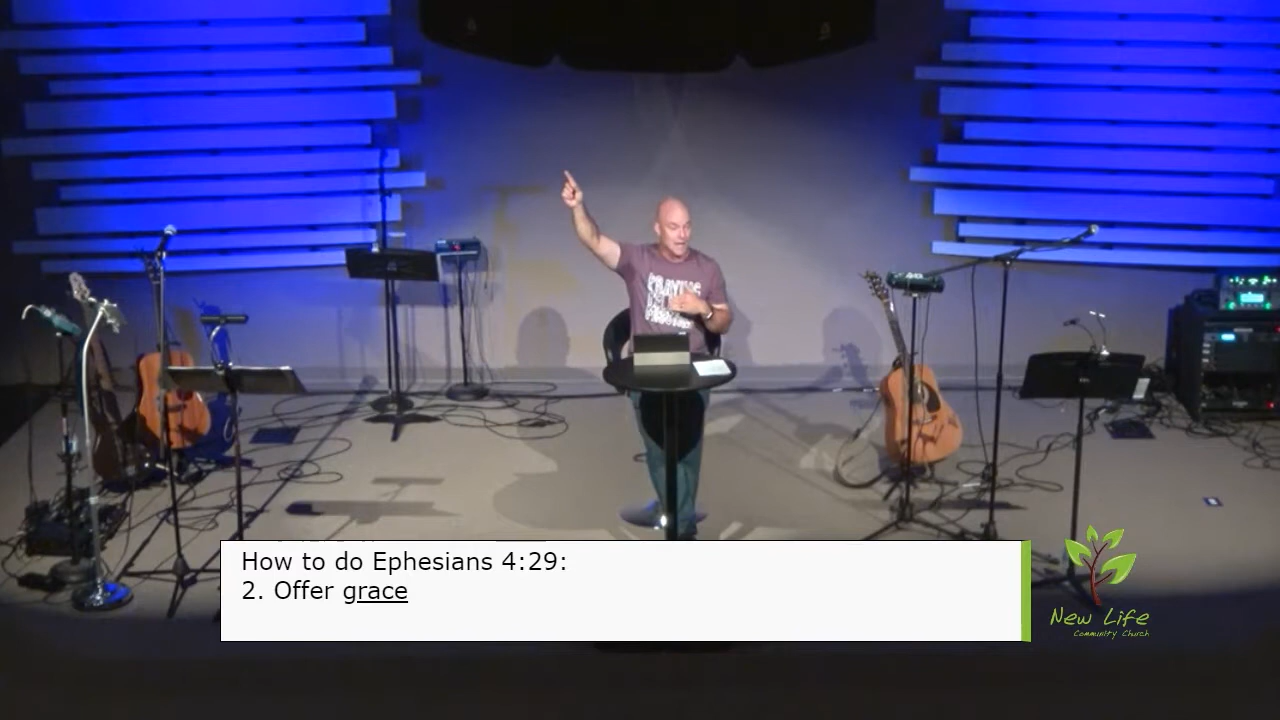 How to do Ephesians 4:29:
2. Offer grace
New Life
Community Church